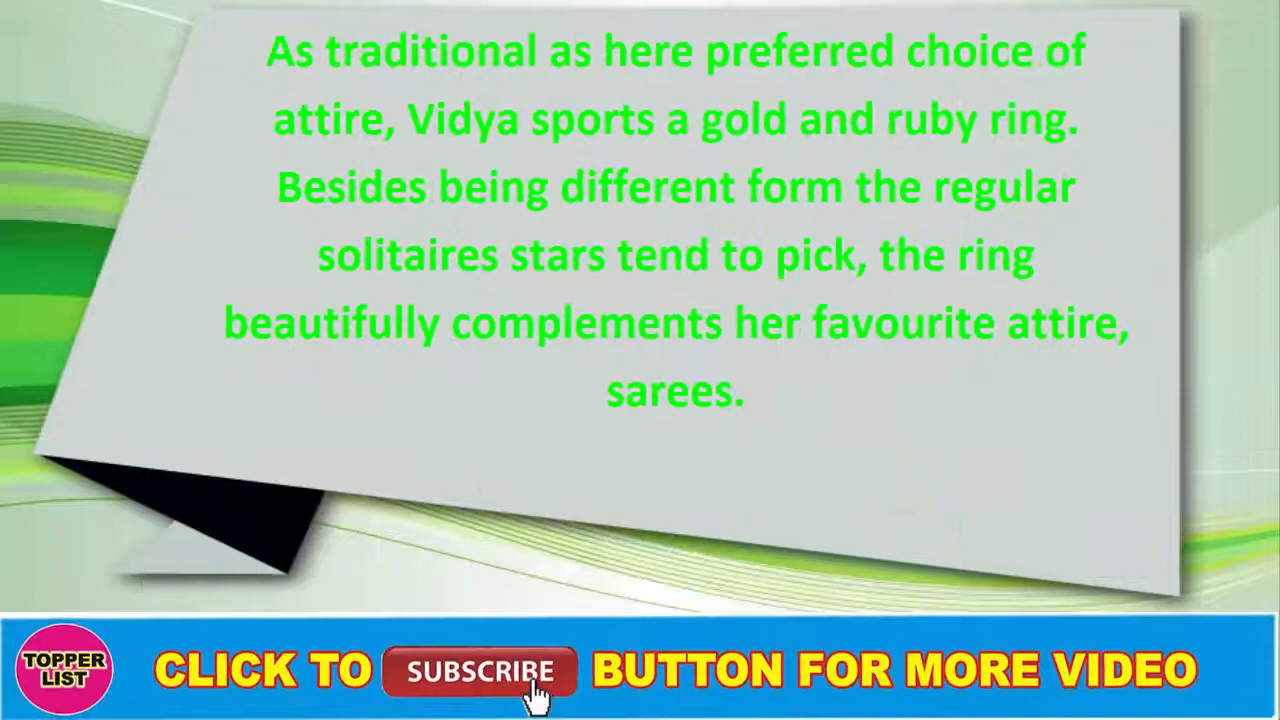 As traditional as here preferred choice of
attire, Vidya sports a gold and ruby ring.
Besides being different form the regular
solitaires stars tend to pick, the ring
beautifully complements her favourite attire,
sarees.
TOPPER
LIST
CLICK TO SUBSCRIBE BUTTON FOR MORE VIDEO